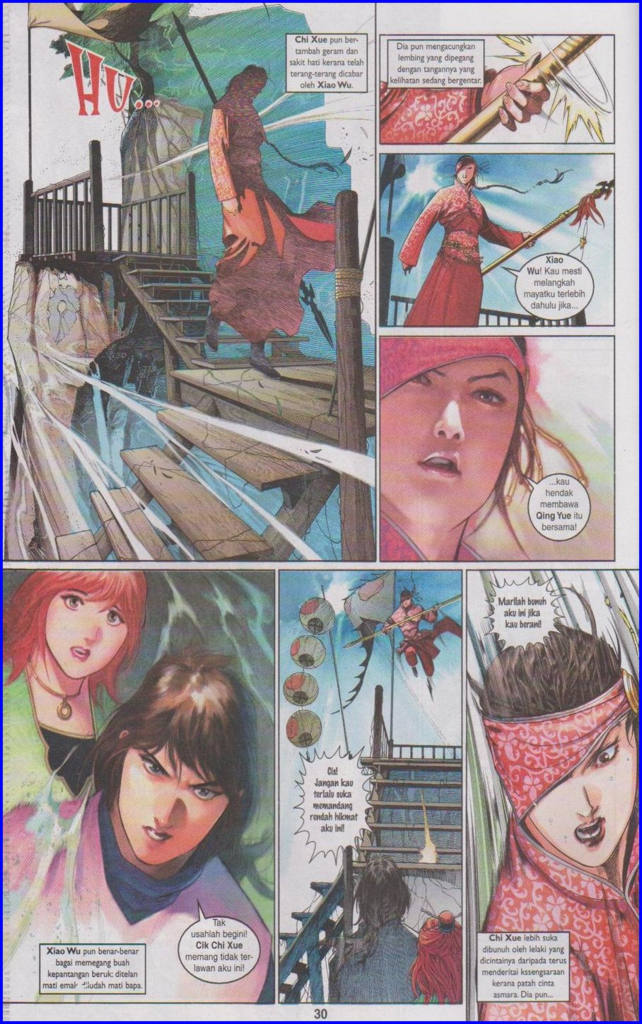 HU...
Chi Xue pun ber-
tambah geram dan
sakit hati kerana telah
terang-terang dicabar
oleh Xiao Wu.
Dia pun mengacungkan
lembing yang dipegang
dengan tangannya yang
kelihatan sedang bergentar.
Xiao
Wu! Kau mesti
melangkah
mayatku terlebih
dahulu jika...
...kau
hendak
membawa
Qing Yue itu
bersama!
Tak
usahlah begini!
Cik Chi Xue
memang tidak ter-
lawan aku ini!
Xiao Wu pun benar-benar
bagai memegang buah
kepantangan beruk: ditelan
mati emak diludah mati bapa.
Cis!
Jangan kau
terlalu suka
memandang
rendah hikmat
aku ini!
Marilah bunuh
aku ini jika
kau berani!
Chi Xue lebih suka
dibunuh oleh lelaki yang
dicintainya daripada terus
menderitai kessengsaraan
kerana patah cinta
asmara. Dia pun...
30